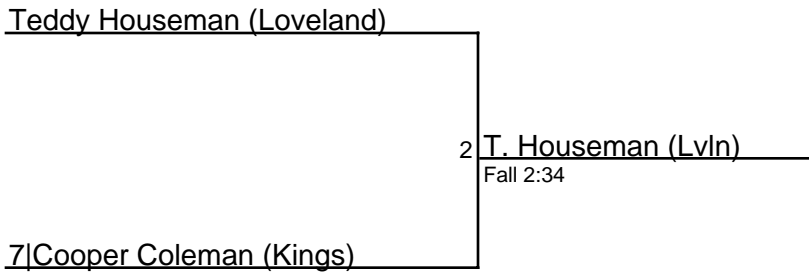 Teddy Houseman (Loveland)
2 T. Houseman (Lvln)
Fall 2:34
7|Cooper Coleman (Kings)